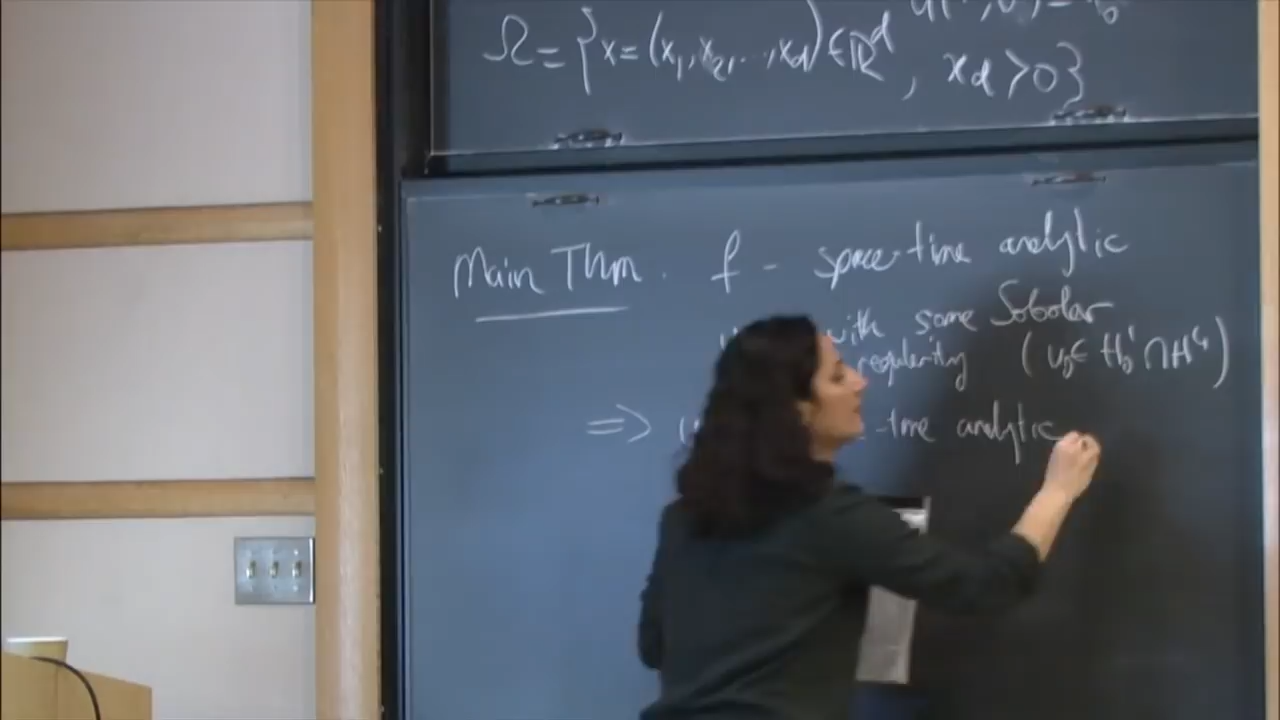 Ω = {x = (x₁, x₂, ..., x_d) ∈ ℝ^d, x_d > 0}
Main Thm. f - space-time analytic
with some Sobolev
regularity (u₀ ∈ H₀¹ ∩ H⁴)
⇒ u -time analytic